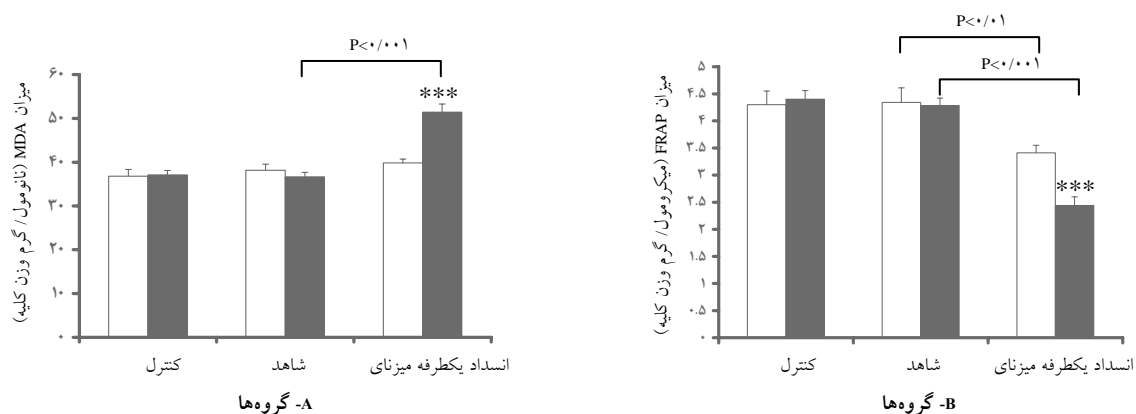 P<۰/۰۰۱
میزان MDA (نانومول/ گرم وزن کلیه)
۶۰
۵۰
۴۰
۳۰
۲۰
۱۰
۰
***
کنترل
شاهد
انسداد یکطرفه میزنای
A- گروه‌ها
P<۰/۰۱
P<۰/۰۰۱
میزان FRAP (میکرومول/ گرم وزن کلیه)
۵
۴.۵
۴
۳.۵
۳
۲.۵
۲
۱.۵
۱
۰.۵
۰
***
کنترل
شاهد
انسداد یکطرفه میزنای
B- گروه‌ها